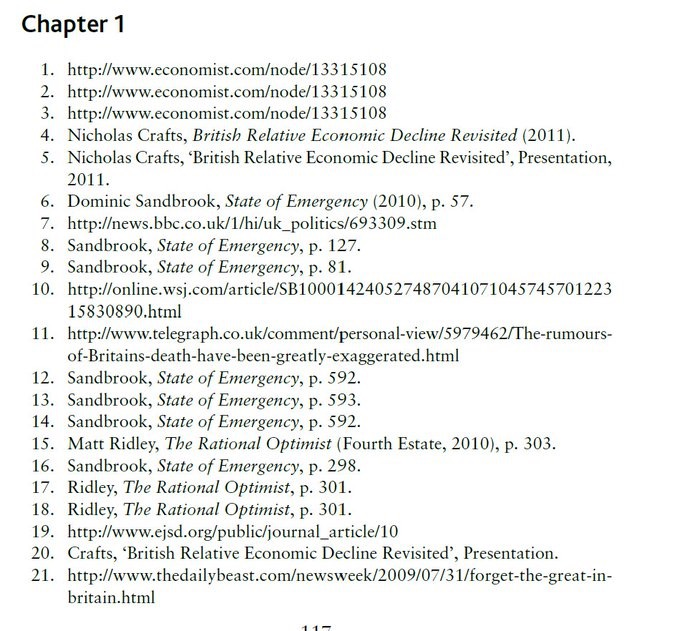 Chapter 1
1. http://www.economist.com/node/13315108
2. http://www.economist.com/node/13315108
3. http://www.economist.com/node/13315108
4. Nicholas Crafts, British Relative Economic Decline Revisited (2011).
5. Nicholas Crafts, ‘British Relative Economic Decline Revisited’, Presentation,
2011.
6. Dominic Sandbrook, State of Emergency (2010), p. 57.
7. http://news.bbc.co.uk/1/hi/uk_politics/693309.stm
8. Sandbrook, State of Emergency, p. 127.
9. Sandbrook, State of Emergency, p. 81.
10. http://online.wsj.com/article/SB100014240527487041071045745701223
15830890.html
11. http://www.telegraph.co.uk/comment/personal-view/5979462/The-rumours-
of-Britains-death-have-been-greatly-exaggerated.html
12. Sandbrook, State of Emergency, p. 592.
13. Sandbrook, State of Emergency, p. 593.
14. Sandbrook, State of Emergency, p. 592.
15. Matt Ridley, The Rational Optimist (Fourth Estate, 2010), p. 303.
16. Sandbrook, State of Emergency, p. 298.
17. Ridley, The Rational Optimist, p. 301.
18. Ridley, The Rational Optimist, p. 301.
19. http://www.ejsd.org/public/journal_article/10
20. Crafts, ‘British Relative Economic Decline Revisited’, Presentation.
21. http://www.thedailybeast.com/newsweek/2009/07/31/forget-the-great-in-
britain.html
117